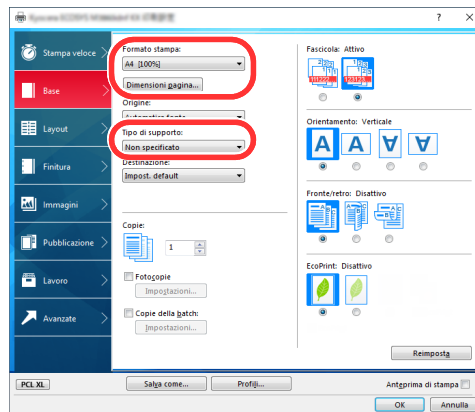 Kyocera ECOSYS
? ×
Stampa veloce
Base
Layout
Finitura
Immagini
Pubblicazione
Lavoro
Avanzate
Formato stampa:
A4 [100%]
Dimensioni pagina...
Origine:
Tipo di supporto:
Non specificato
Destinazione:
Impost. default
Copie:
1
Fotocopie
Impostazioni...
Copie della batch:
Impostazioni...
Fascicola: Attivo
Orientamento: Verticale
A A A A
Fronte/retro: Disattivo
EcoPrint: Disattivo
Reimposta
PCL XL
Salva come...
Profili...
Anteprima di stampa
OK
Annulla